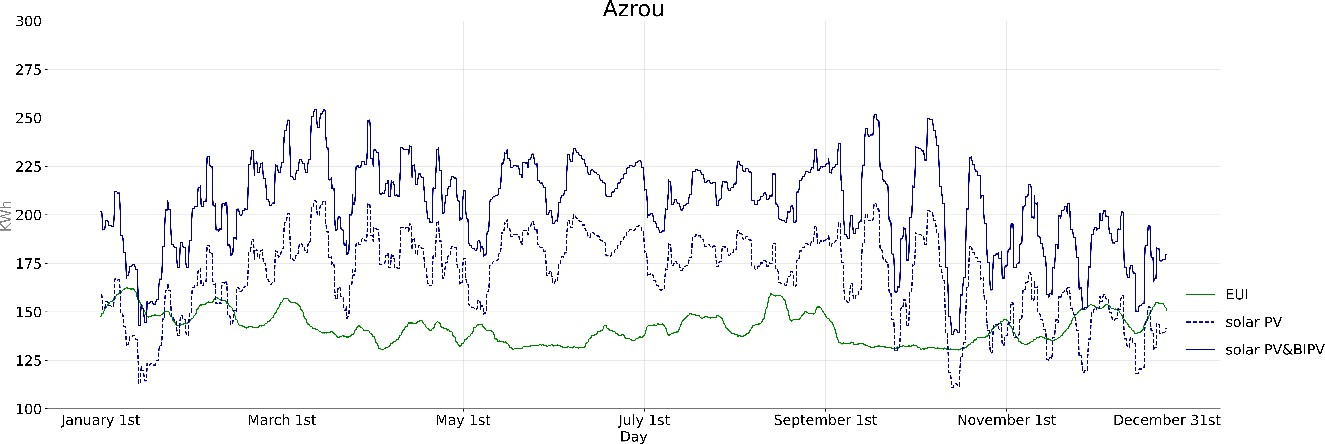 Azrou
300
275
250
225
200
175
150
125
100
KWh
January 1st
March 1st
May 1st
July 1st
September 1st
November 1st
December 31st
Day
EUI
solar PV
solar PV&BIPV